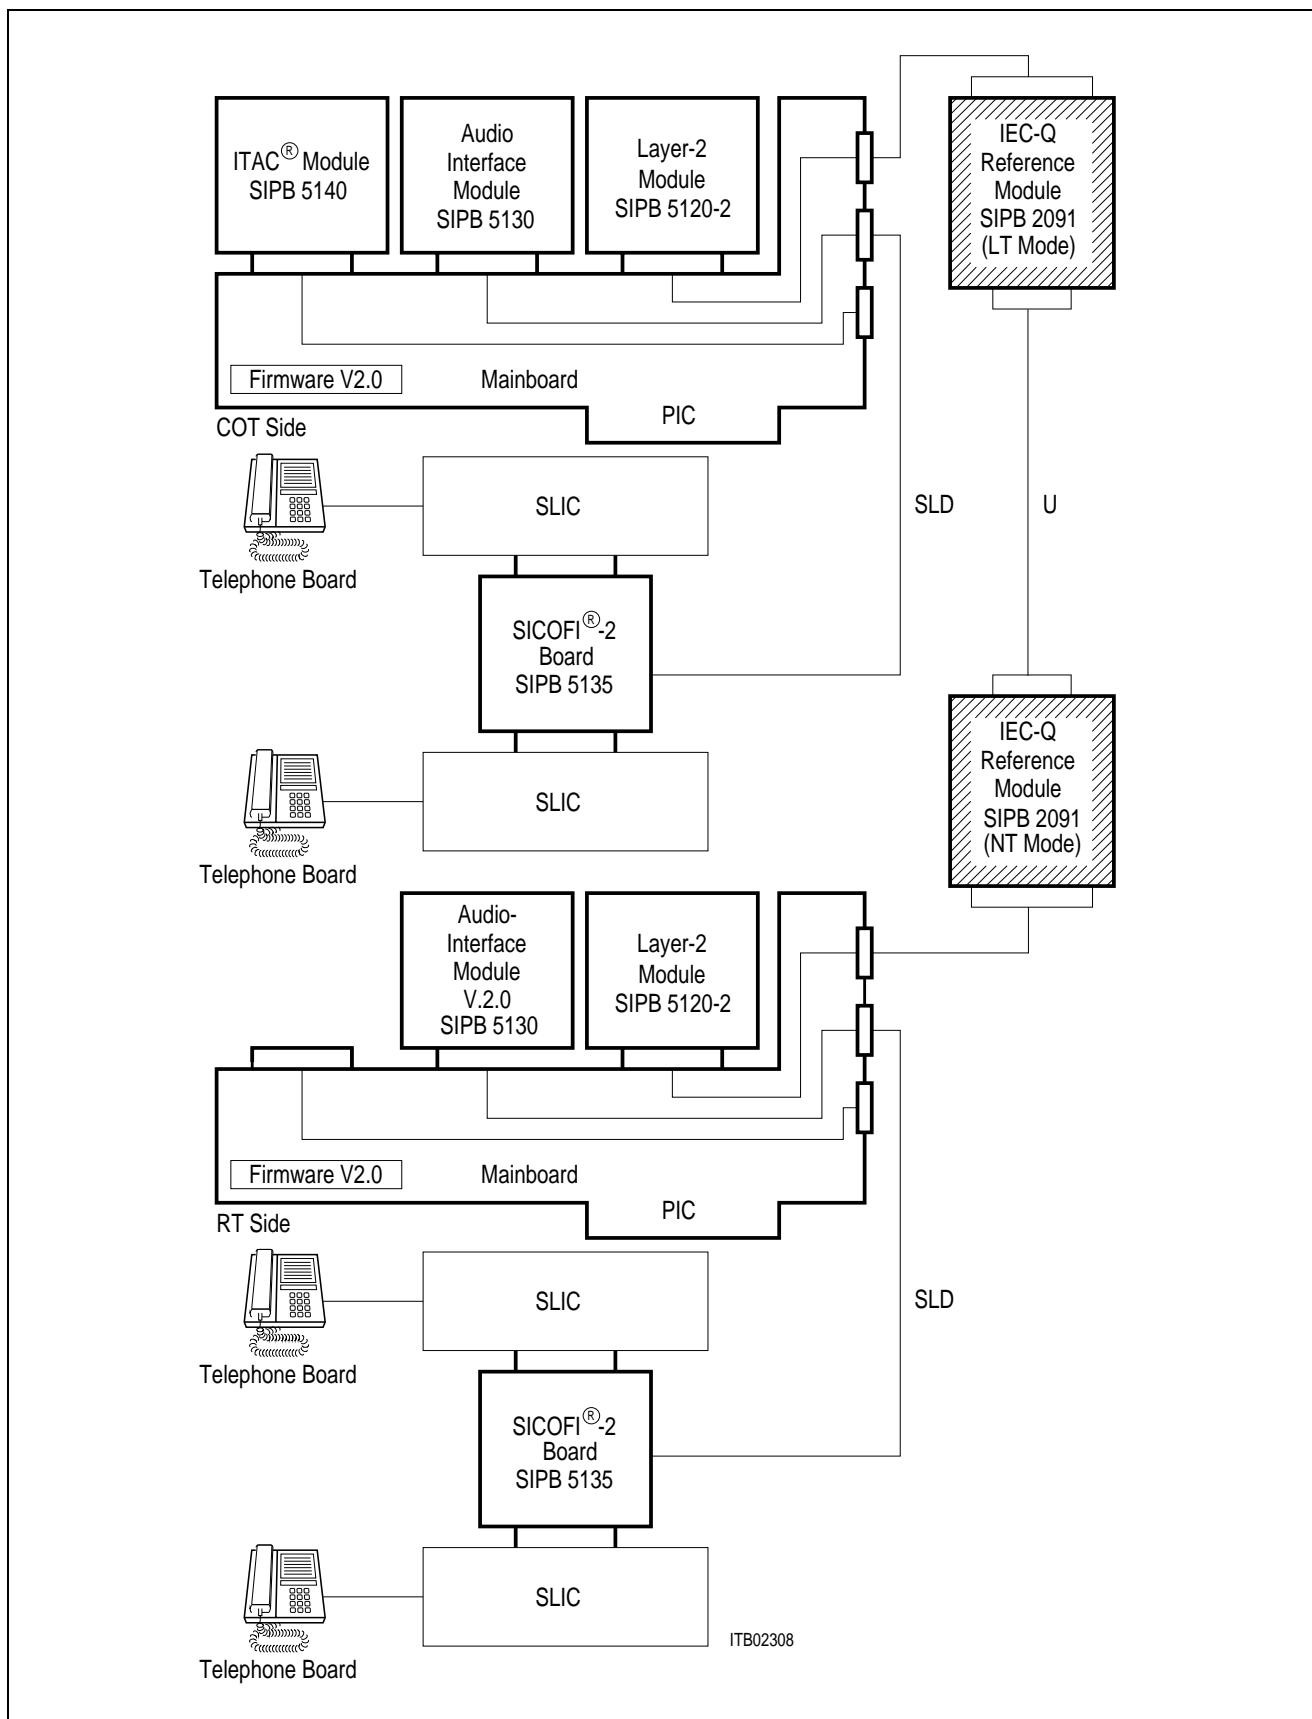 ITAC® Module
SIPB 5140
Audio
Interface
Module
SIPB 5130
Layer-2
Module
SIPB 5120-2
IEC-Q
Reference
Module
SIPB 2091
(LT Mode)
Firmware V2.0
Mainboard
PIC
COT Side
SLIC
Telephone Board
SLD
U
SICOFI®-2
Board
SIPB 5135
SLIC
Telephone Board
IEC-Q
Reference
Module
SIPB 2091
(NT Mode)
Audio-
Interface
Module
V.2.0
SIPB 5130
Layer-2
Module
SIPB 5120-2
Firmware V2.0
Mainboard
PIC
RT Side
SLIC
Telephone Board
SLD
SICOFI®-2
Board
SIPB 5135
SLIC
Telephone Board
ITB02308